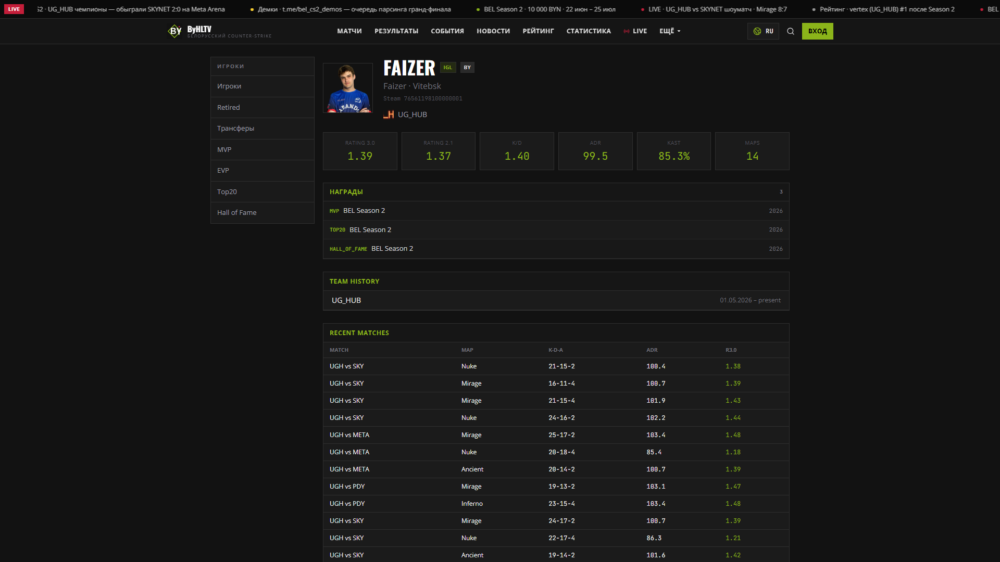 LIVE
S2 · UG_HUB чемпионы — обыграли SKYNET 2:0 на Meta Arena
Демки · t.me/bel_cs2_demos — очередь парсинга гранд-финала
BEL Season 2 · 10 000 BYN · 22 июн – 25 июл
LIVE · UG_HUB vs SKYNET шоуматч · Mirage 8:7
Рейтинг · vertex (UG_HUB) #1 после Season 2
BEL
BY
ByHLTV
БЕЛОРУССКИЙ COUNTER-STRIKE
МАТЧИ
РЕЗУЛЬТАТЫ
СОБЫТИЯ
НОВОСТИ
РЕЙТИНГ
СТАТИСТИКА
LIVE
ЕЩЁ
RU
ВХОД
ИГРОКИ
Игроки
Retired
Трансферы
MVP
EVP
Top20
Hall of Fame
FAIZER IGL BY
Faizer · Vitebsk
Steam 76561198100000001
_H UG_HUB
RATING 3.0
1.39
RATING 2.1
1.37
K/D
1.40
ADR
99.5
KAST
85.3%
MAPS
14
НАГРАДЫ 3
MVP BEL Season 2 2026
TOP20 BEL Season 2 2026
HALL_OF_FAME BEL Season 2 2026
TEAM HISTORY
UG_HUB 01.05.2026 – present
RECENT MATCHES
MATCH MAP K-D-A ADR R3.0
UGH vs SKY Nuke 21-15-2 100.4 1.38
UGH vs SKY Mirage 16-11-4 100.7 1.39
UGH vs SKY Mirage 21-15-4 101.9 1.43
UGH vs SKY Nuke 24-16-2 102.2 1.44
UGH vs META Mirage 25-17-2 103.4 1.48
UGH vs META Nuke 20-18-4 85.4 1.18
UGH vs META Ancient 20-14-2 100.7 1.39
UGH vs PDY Mirage 19-13-2 103.1 1.47
UGH vs PDY Inferno 23-15-4 103.4 1.48
UGH vs SKY Mirage 24-17-2 100.7 1.39
UGH vs SKY Nuke 22-17-4 86.3 1.21
UGH vs SKY Ancient 19-14-2 101.6 1.42